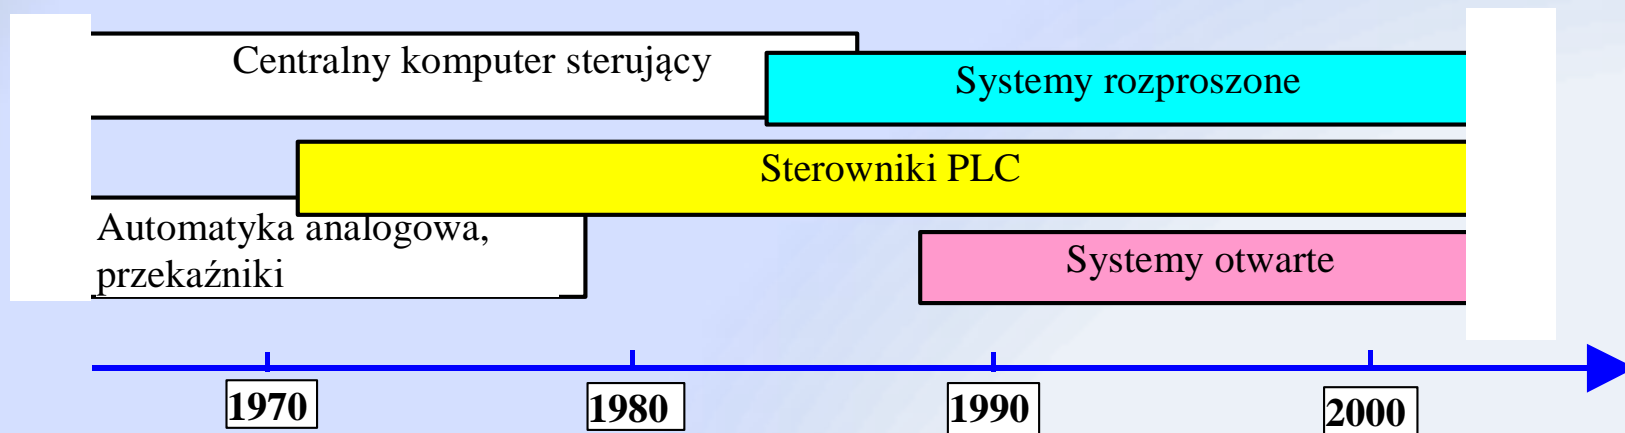 Centralny komputer sterujący
Systemy rozproszone
Sterowniki PLC
Automatyka analogowa,
przekaźniki
Systemy otwarte
1970
1980
1990
2000